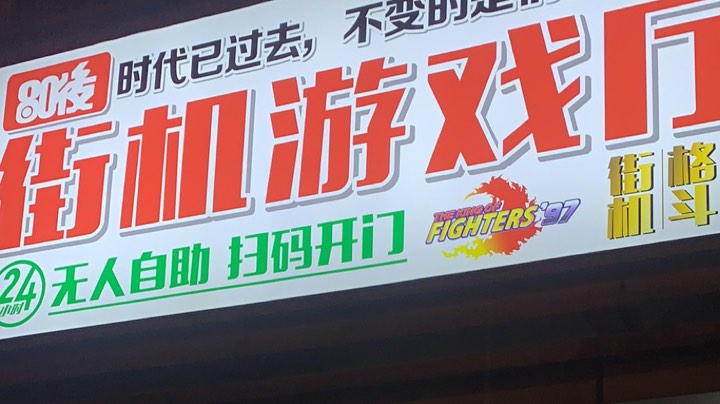 80後
时代已过去，不变的是
街机游戏厅
24小时
无人自助 扫码开门
THE KING OF FIGHTERS '97
街机
格斗